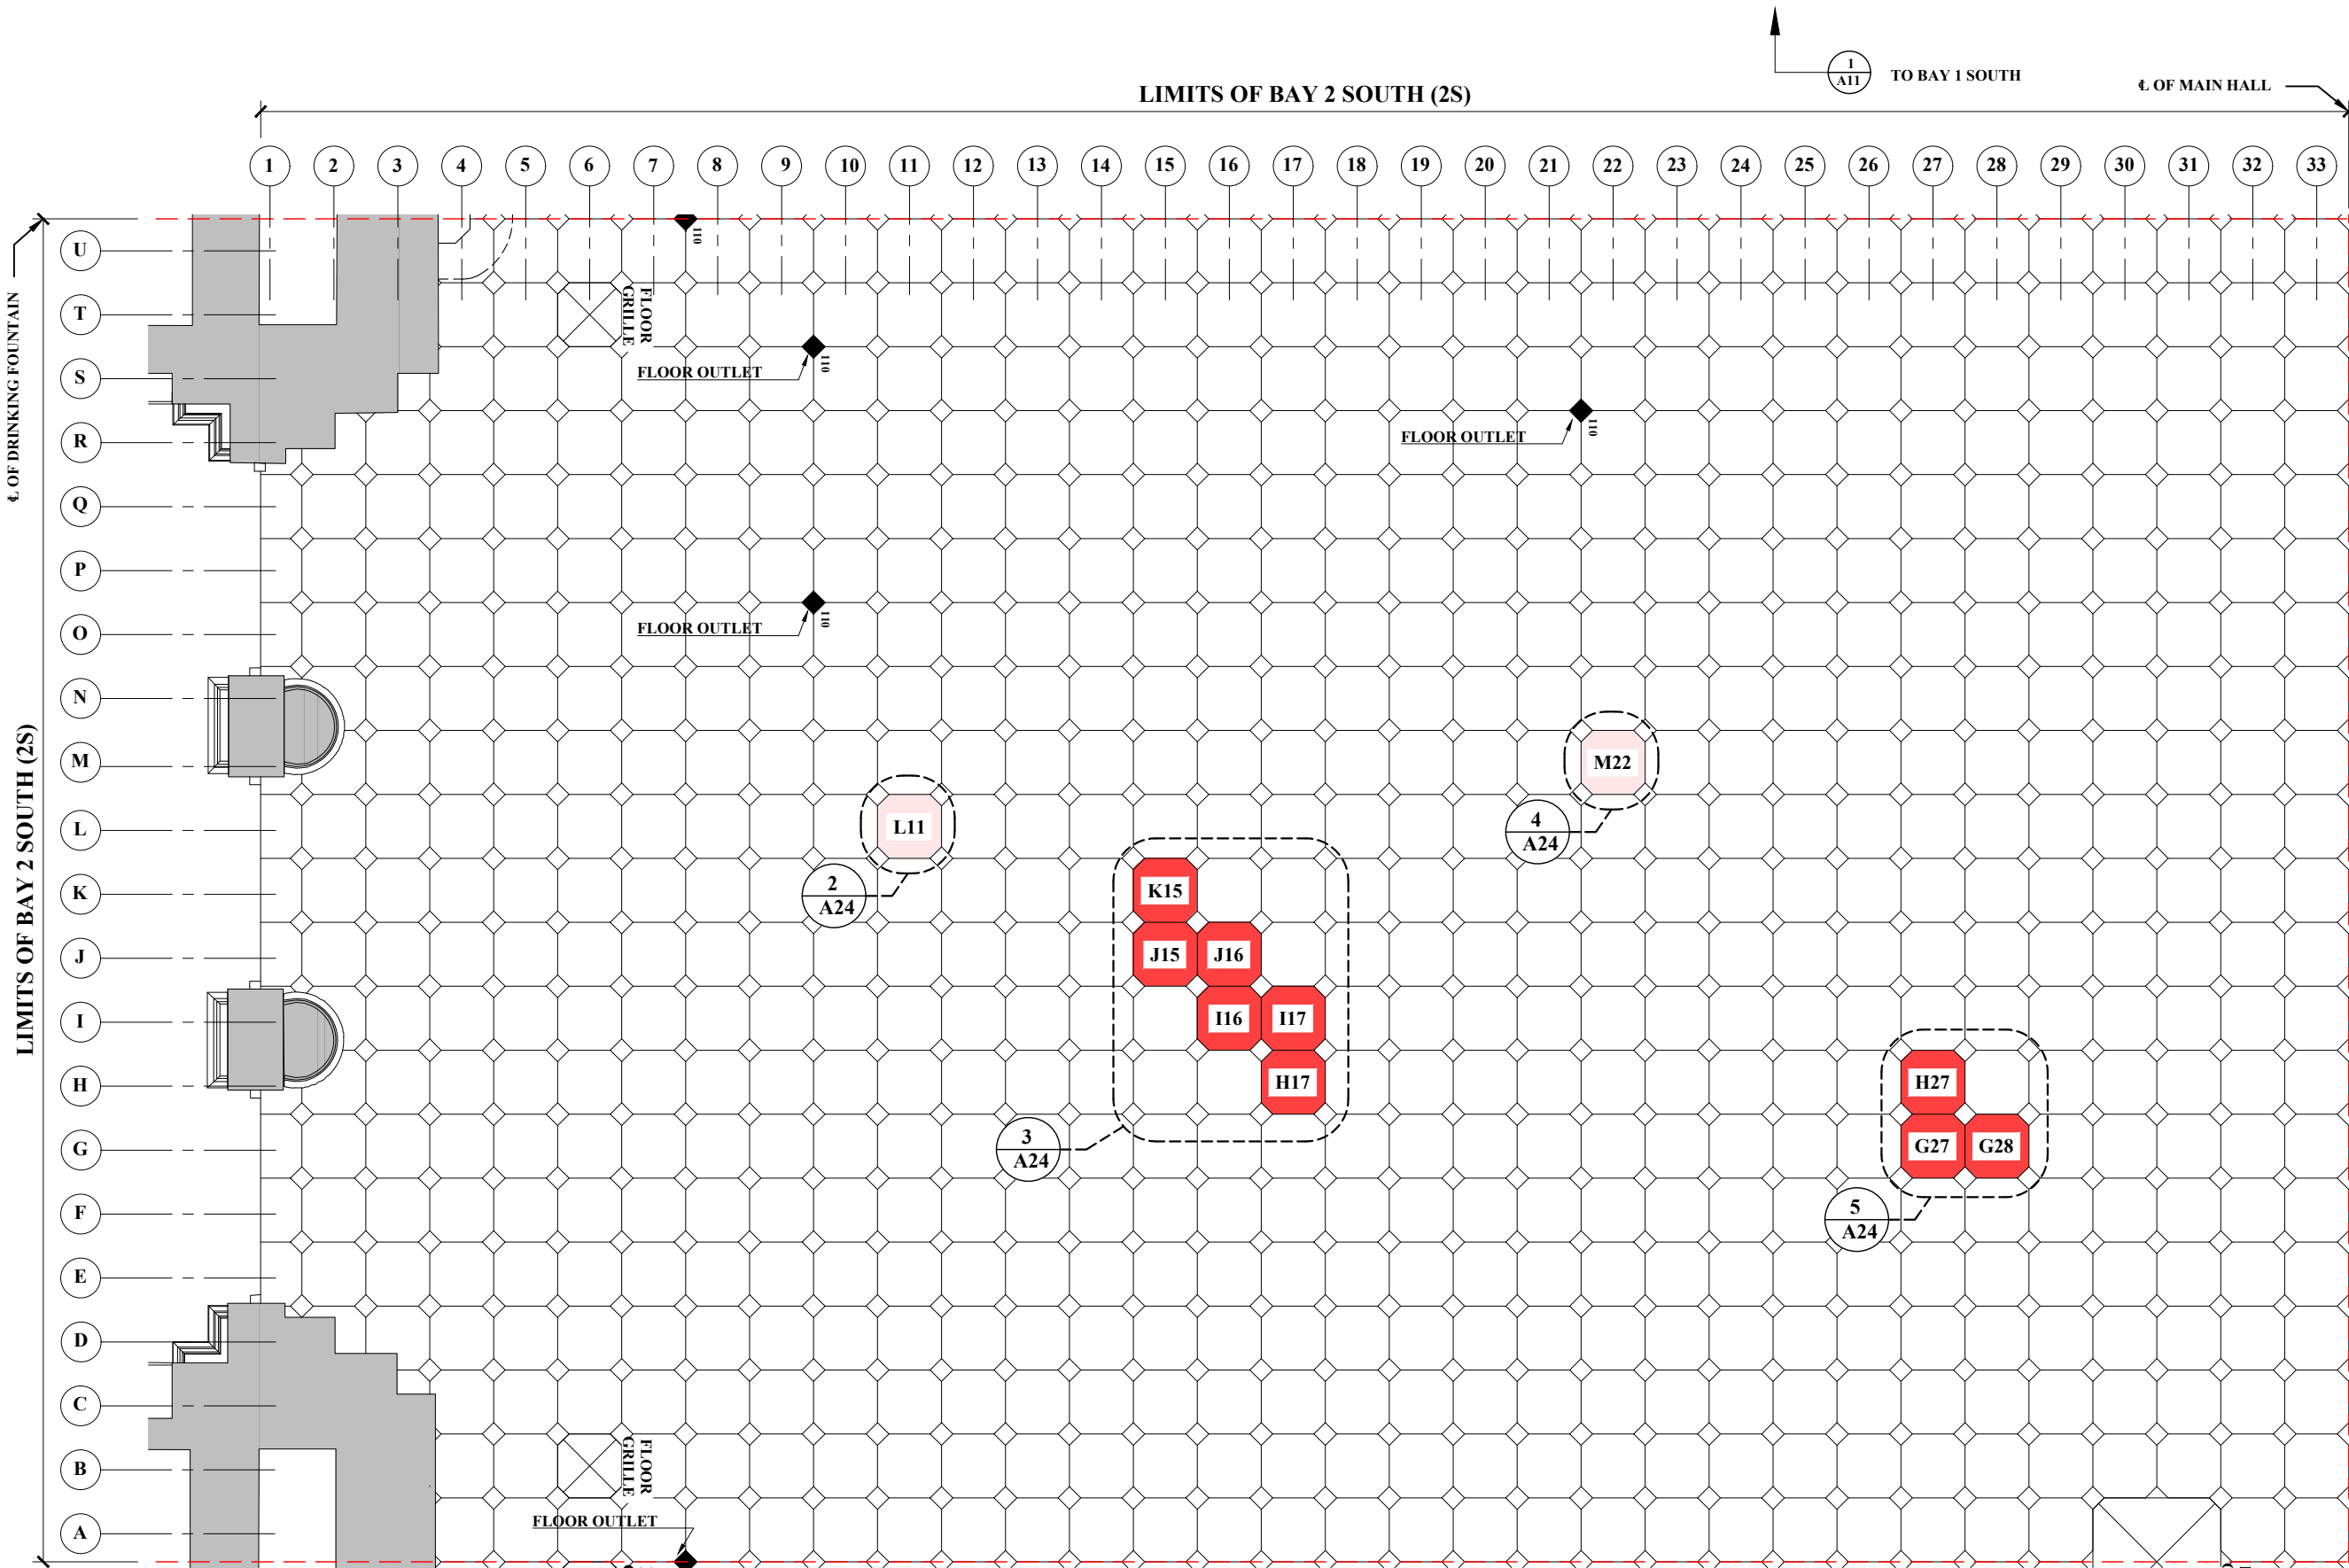 1
A11
TO BAY 1 SOUTH
℄ OF MAIN HALL
LIMITS OF BAY 2 SOUTH (2S)
1 2 3 4 5 6 7 8 9 10 11 12 13 14 15 16 17 18 19 20 21 22 23 24 25 26 27 28 29 30 31 32 33
℄ OF DRINKING FOUNTAIN
LIMITS OF BAY 2 SOUTH (2S)
U
110
T
FLOOR
GRILLE
S
FLOOR OUTLET
110
R
FLOOR OUTLET
110
Q
P
O
FLOOR OUTLET
110
N
M
M22
L
L11
4
A24
K
2
A24
K15
J
J15
J16
I
I16
I17
H
H17
H27
G
3
A24
G27
G28
F
5
A24
E
D
C
B
FLOOR
GRILLE
A
FLOOR OUTLET